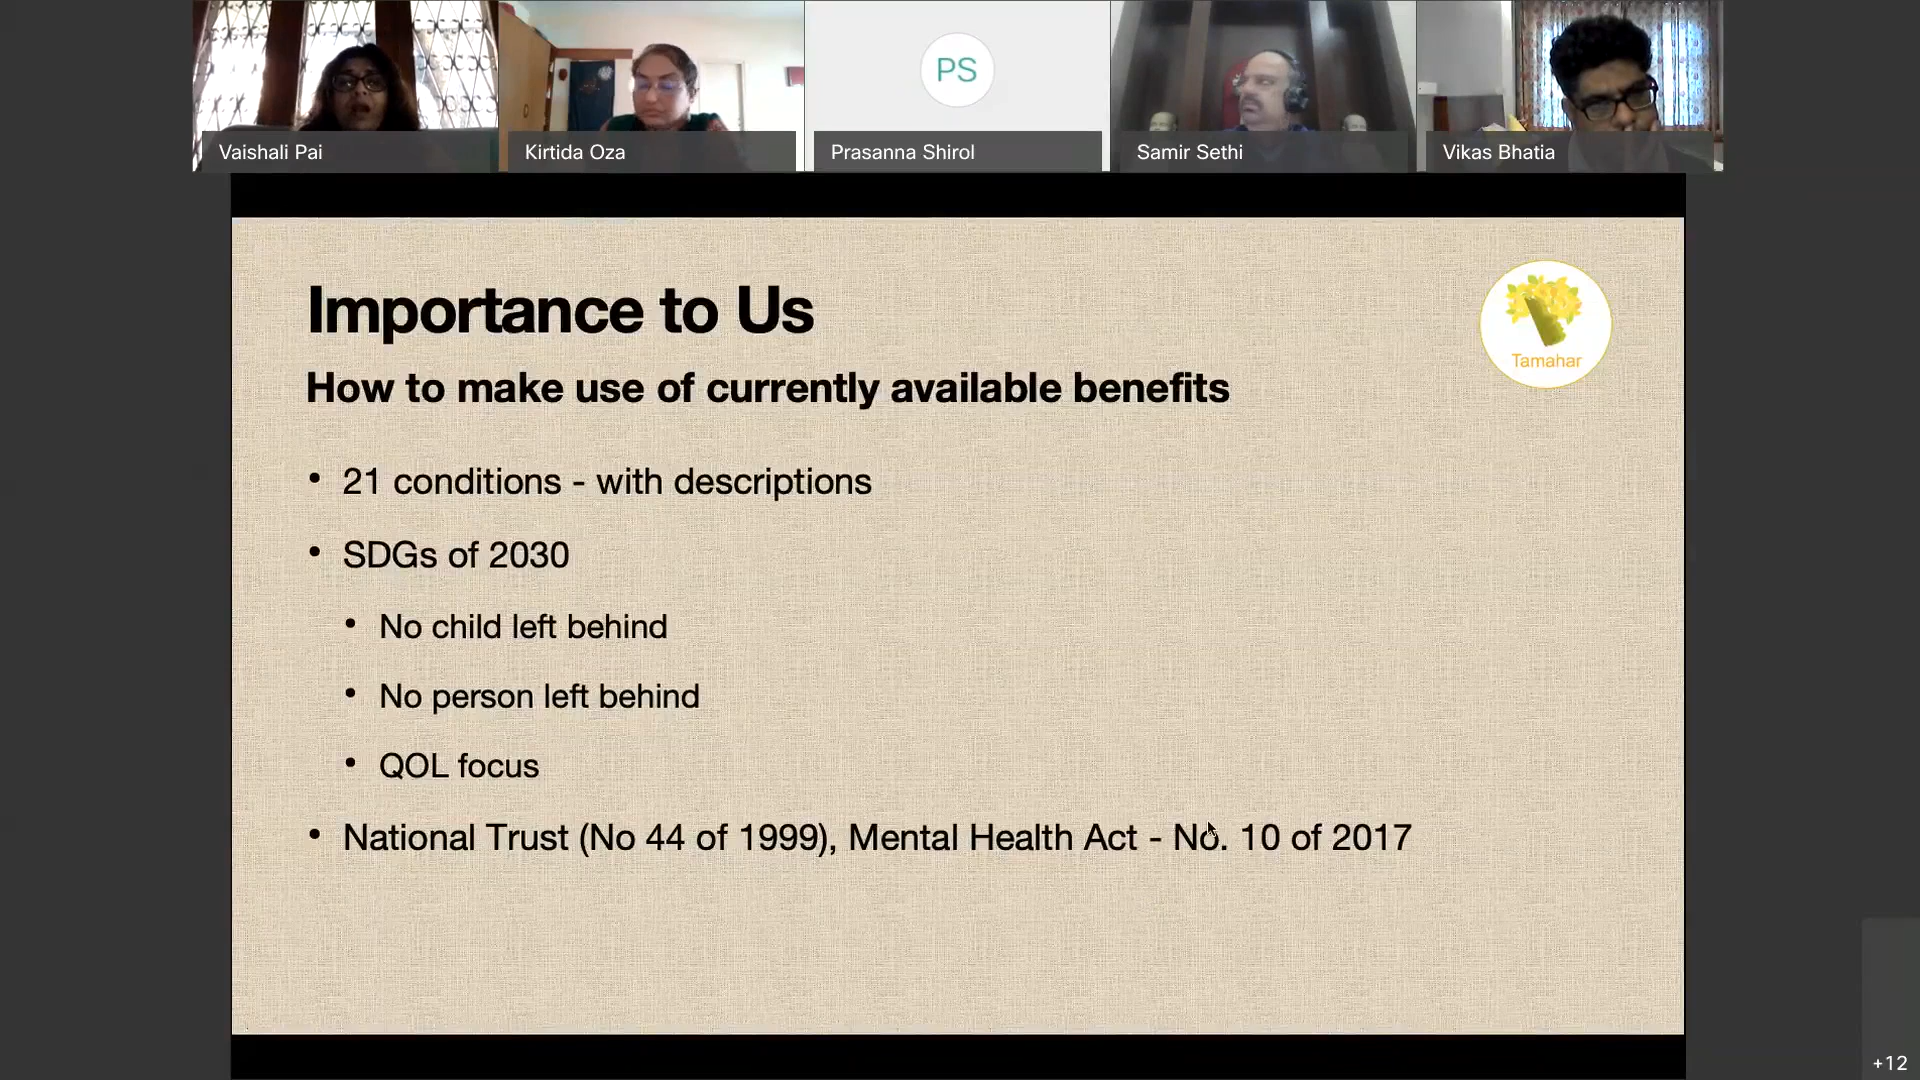 Vaishali Pai
Kirtida Oza
PS
Prasanna Shirol
Samir Sethi
Vikas Bhatia
Importance to Us
Tamahar
How to make use of currently available benefits
• 21 conditions - with descriptions
• SDGs of 2030
• No child left behind
• No person left behind
• QOL focus
• National Trust (No 44 of 1999), Mental Health Act - No. 10 of 2017
+12